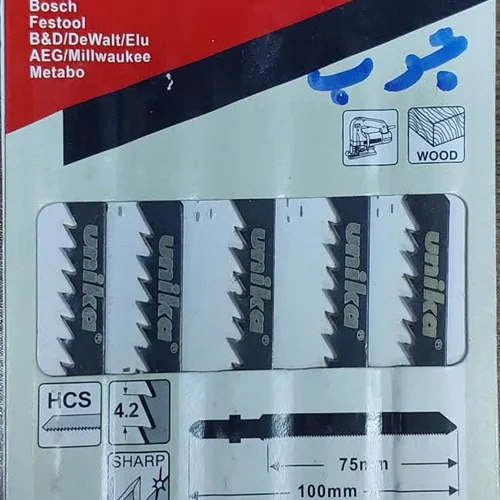 Bosch
Festool
B&D/DeWalt/Elu
AEG/Millwaukee
Metabo
چوب
WOOD
unika® unika® unika® unika® unika®
HCS
4.2
SHARP
75mm
100mm